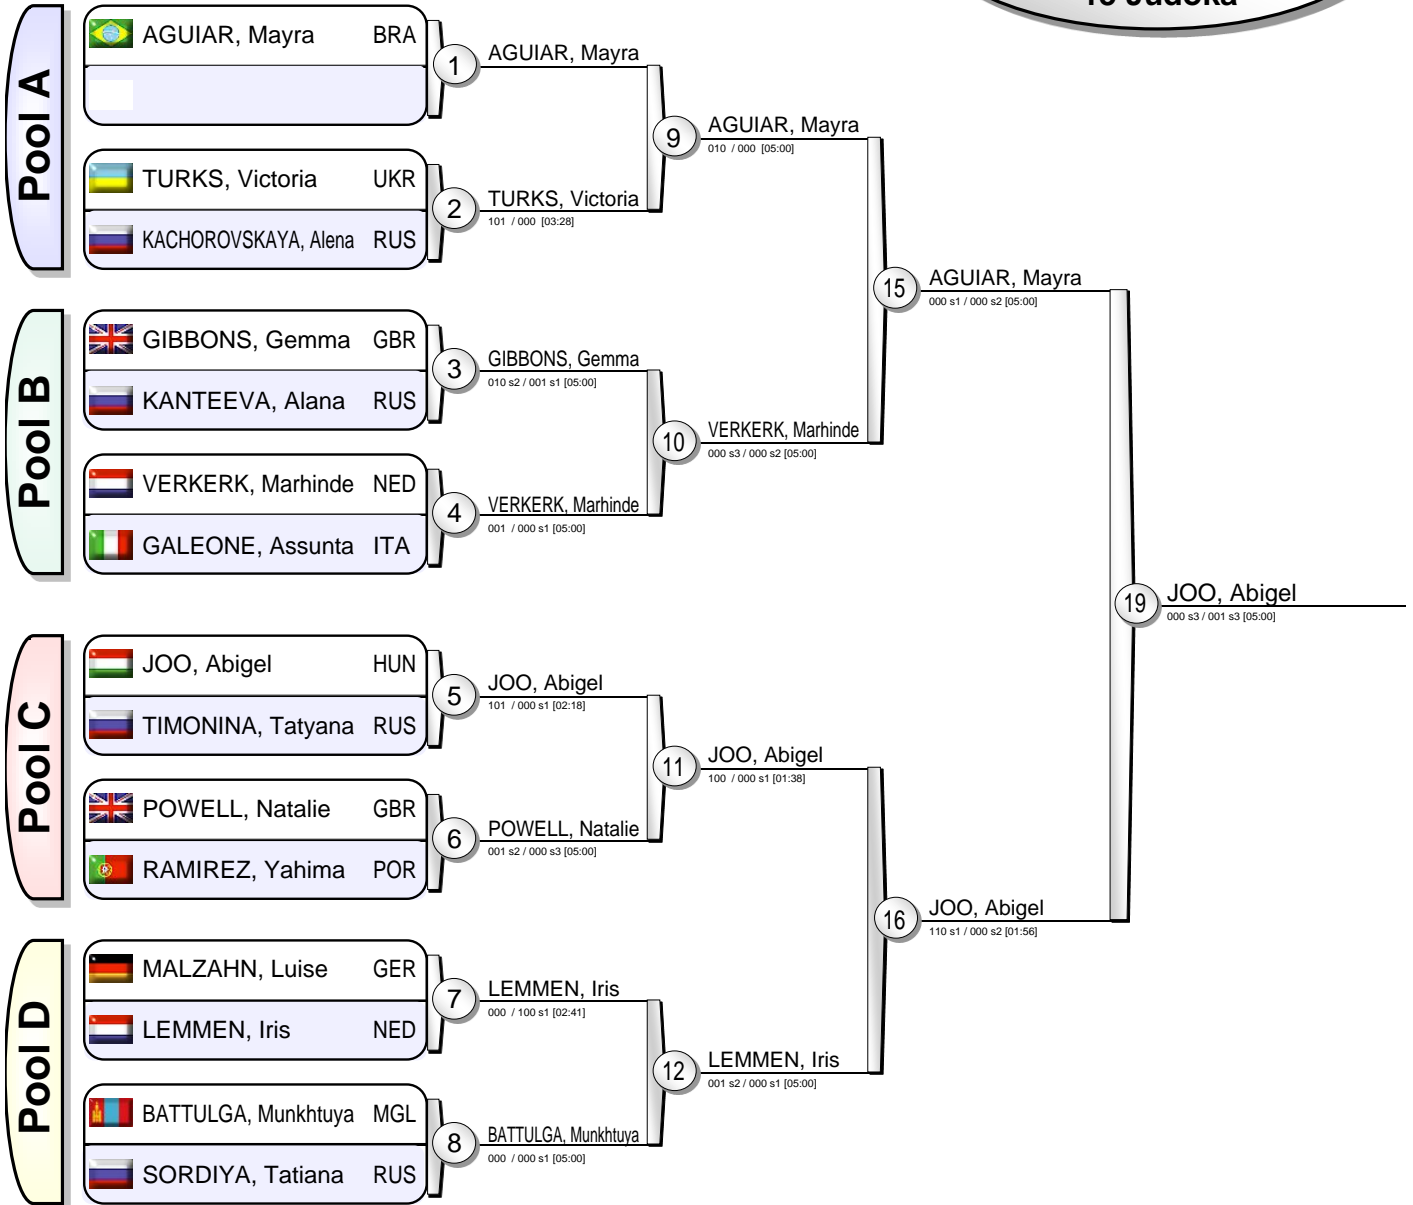 15 Judoka
Pool A
AGUIAR, Mayra BRA
1
AGUIAR, Mayra
TURKS, Victoria UKR
KACHOROVSKAYA, Alena RUS
2
TURKS, Victoria
101 / 000 [03:28]
9
AGUIAR, Mayra
010 / 000 [05:00]
Pool B
GIBBONS, Gemma GBR
KANTEEVA, Alana RUS
3
GIBBONS, Gemma
010 s2 / 001 s1 [05:00]
VERKERK, Marhinde NED
GALEONE, Assunta ITA
4
VERKERK, Marhinde
001 / 000 s1 [05:00]
10
VERKERK, Marhinde
000 s3 / 000 s2 [05:00]
15
AGUIAR, Mayra
000 s1 / 000 s2 [05:00]
Pool C
JOO, Abigel HUN
TIMONINA, Tatyana RUS
5
JOO, Abigel
101 / 000 s1 [02:18]
POWELL, Natalie GBR
RAMIREZ, Yahima POR
6
POWELL, Natalie
001 s2 / 000 s3 [05:00]
11
JOO, Abigel
100 / 000 s1 [01:38]
Pool D
MALZAHN, Luise GER
LEMMEN, Iris NED
7
LEMMEN, Iris
000 / 100 s1 [02:41]
BATTULGA, Munkhtuya MGL
SORDIYA, Tatiana RUS
8
BATTULGA, Munkhtuya
000 / 000 s1 [05:00]
12
LEMMEN, Iris
001 s2 / 000 s1 [05:00]
16
JOO, Abigel
110 s1 / 000 s2 [01:56]
19
JOO, Abigel
000 s3 / 001 s3 [05:00]